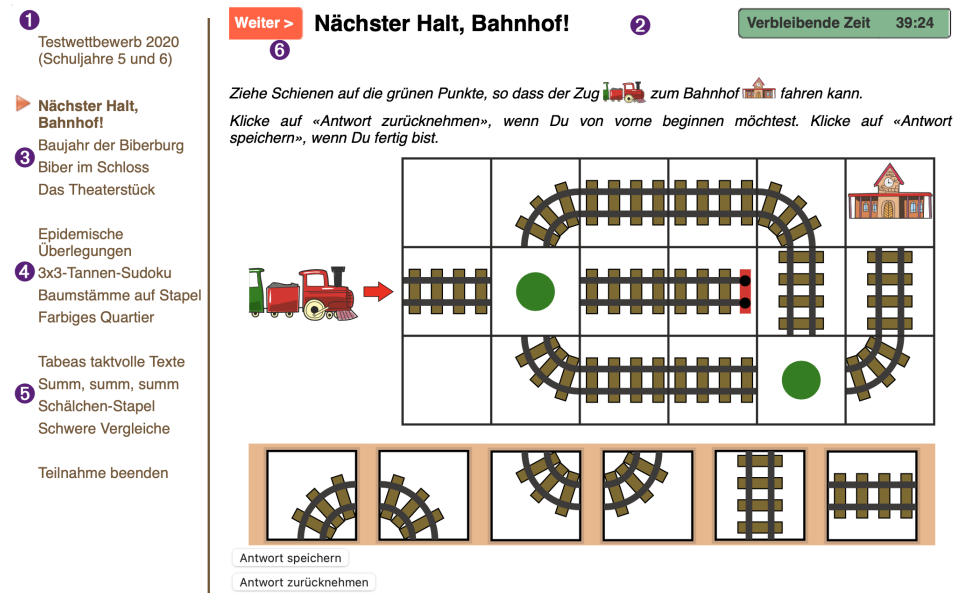 1
Testwettbewerb 2020
(Schuljahre 5 und 6)
Nächster Halt,
Bahnhof!
Baujahr der Biberburg
3
Biber im Schloss
Das Theaterstück
Epidemische
Überlegungen
4
3x3-Tannen-Sudoku
Baumstämme auf Stapel
Farbiges Quartier
Tabeas taktvolle Texte
Summ, summ, summ
5
Schälchen-Stapel
Schwere Vergleiche
Teilnahme beenden
Weiter >
6
Nächster Halt, Bahnhof!
2
Verbleibende Zeit 39:24
Ziehe Schienen auf die grünen Punkte, so dass der Zug zum Bahnhof fahren kann.
Klicke auf «Antwort zurücknehmen», wenn Du von vorne beginnen möchtest. Klicke auf «Antwort
speichern», wenn Du fertig bist.
Antwort speichern
Antwort zurücknehmen